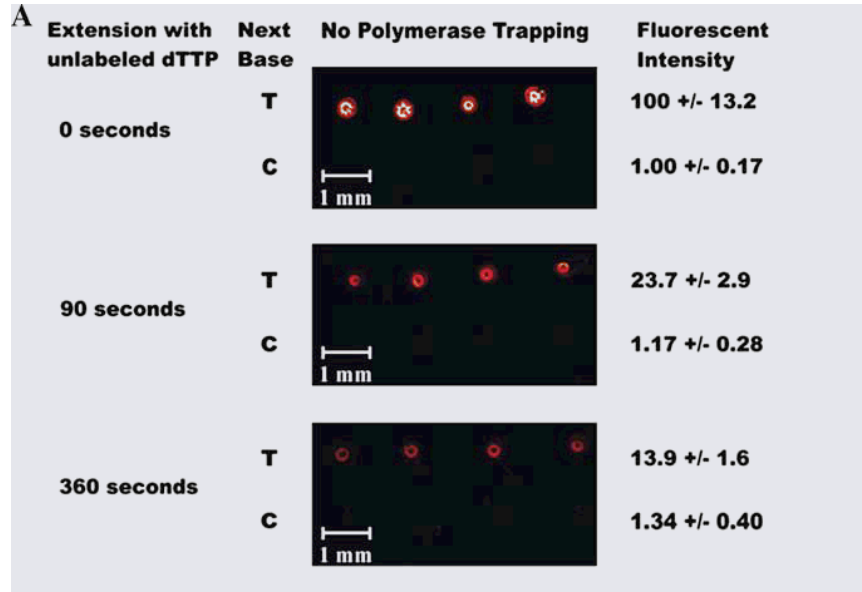 A
Extension with unlabeled dTTP
Next Base
No Polymerase Trapping
Fluorescent Intensity
0 seconds
T
100 +/- 13.2
C
1.00 +/- 0.17
1 mm
90 seconds
T
23.7 +/- 2.9
C
1.17 +/- 0.28
1 mm
360 seconds
T
13.9 +/- 1.6
C
1.34 +/- 0.40
1 mm